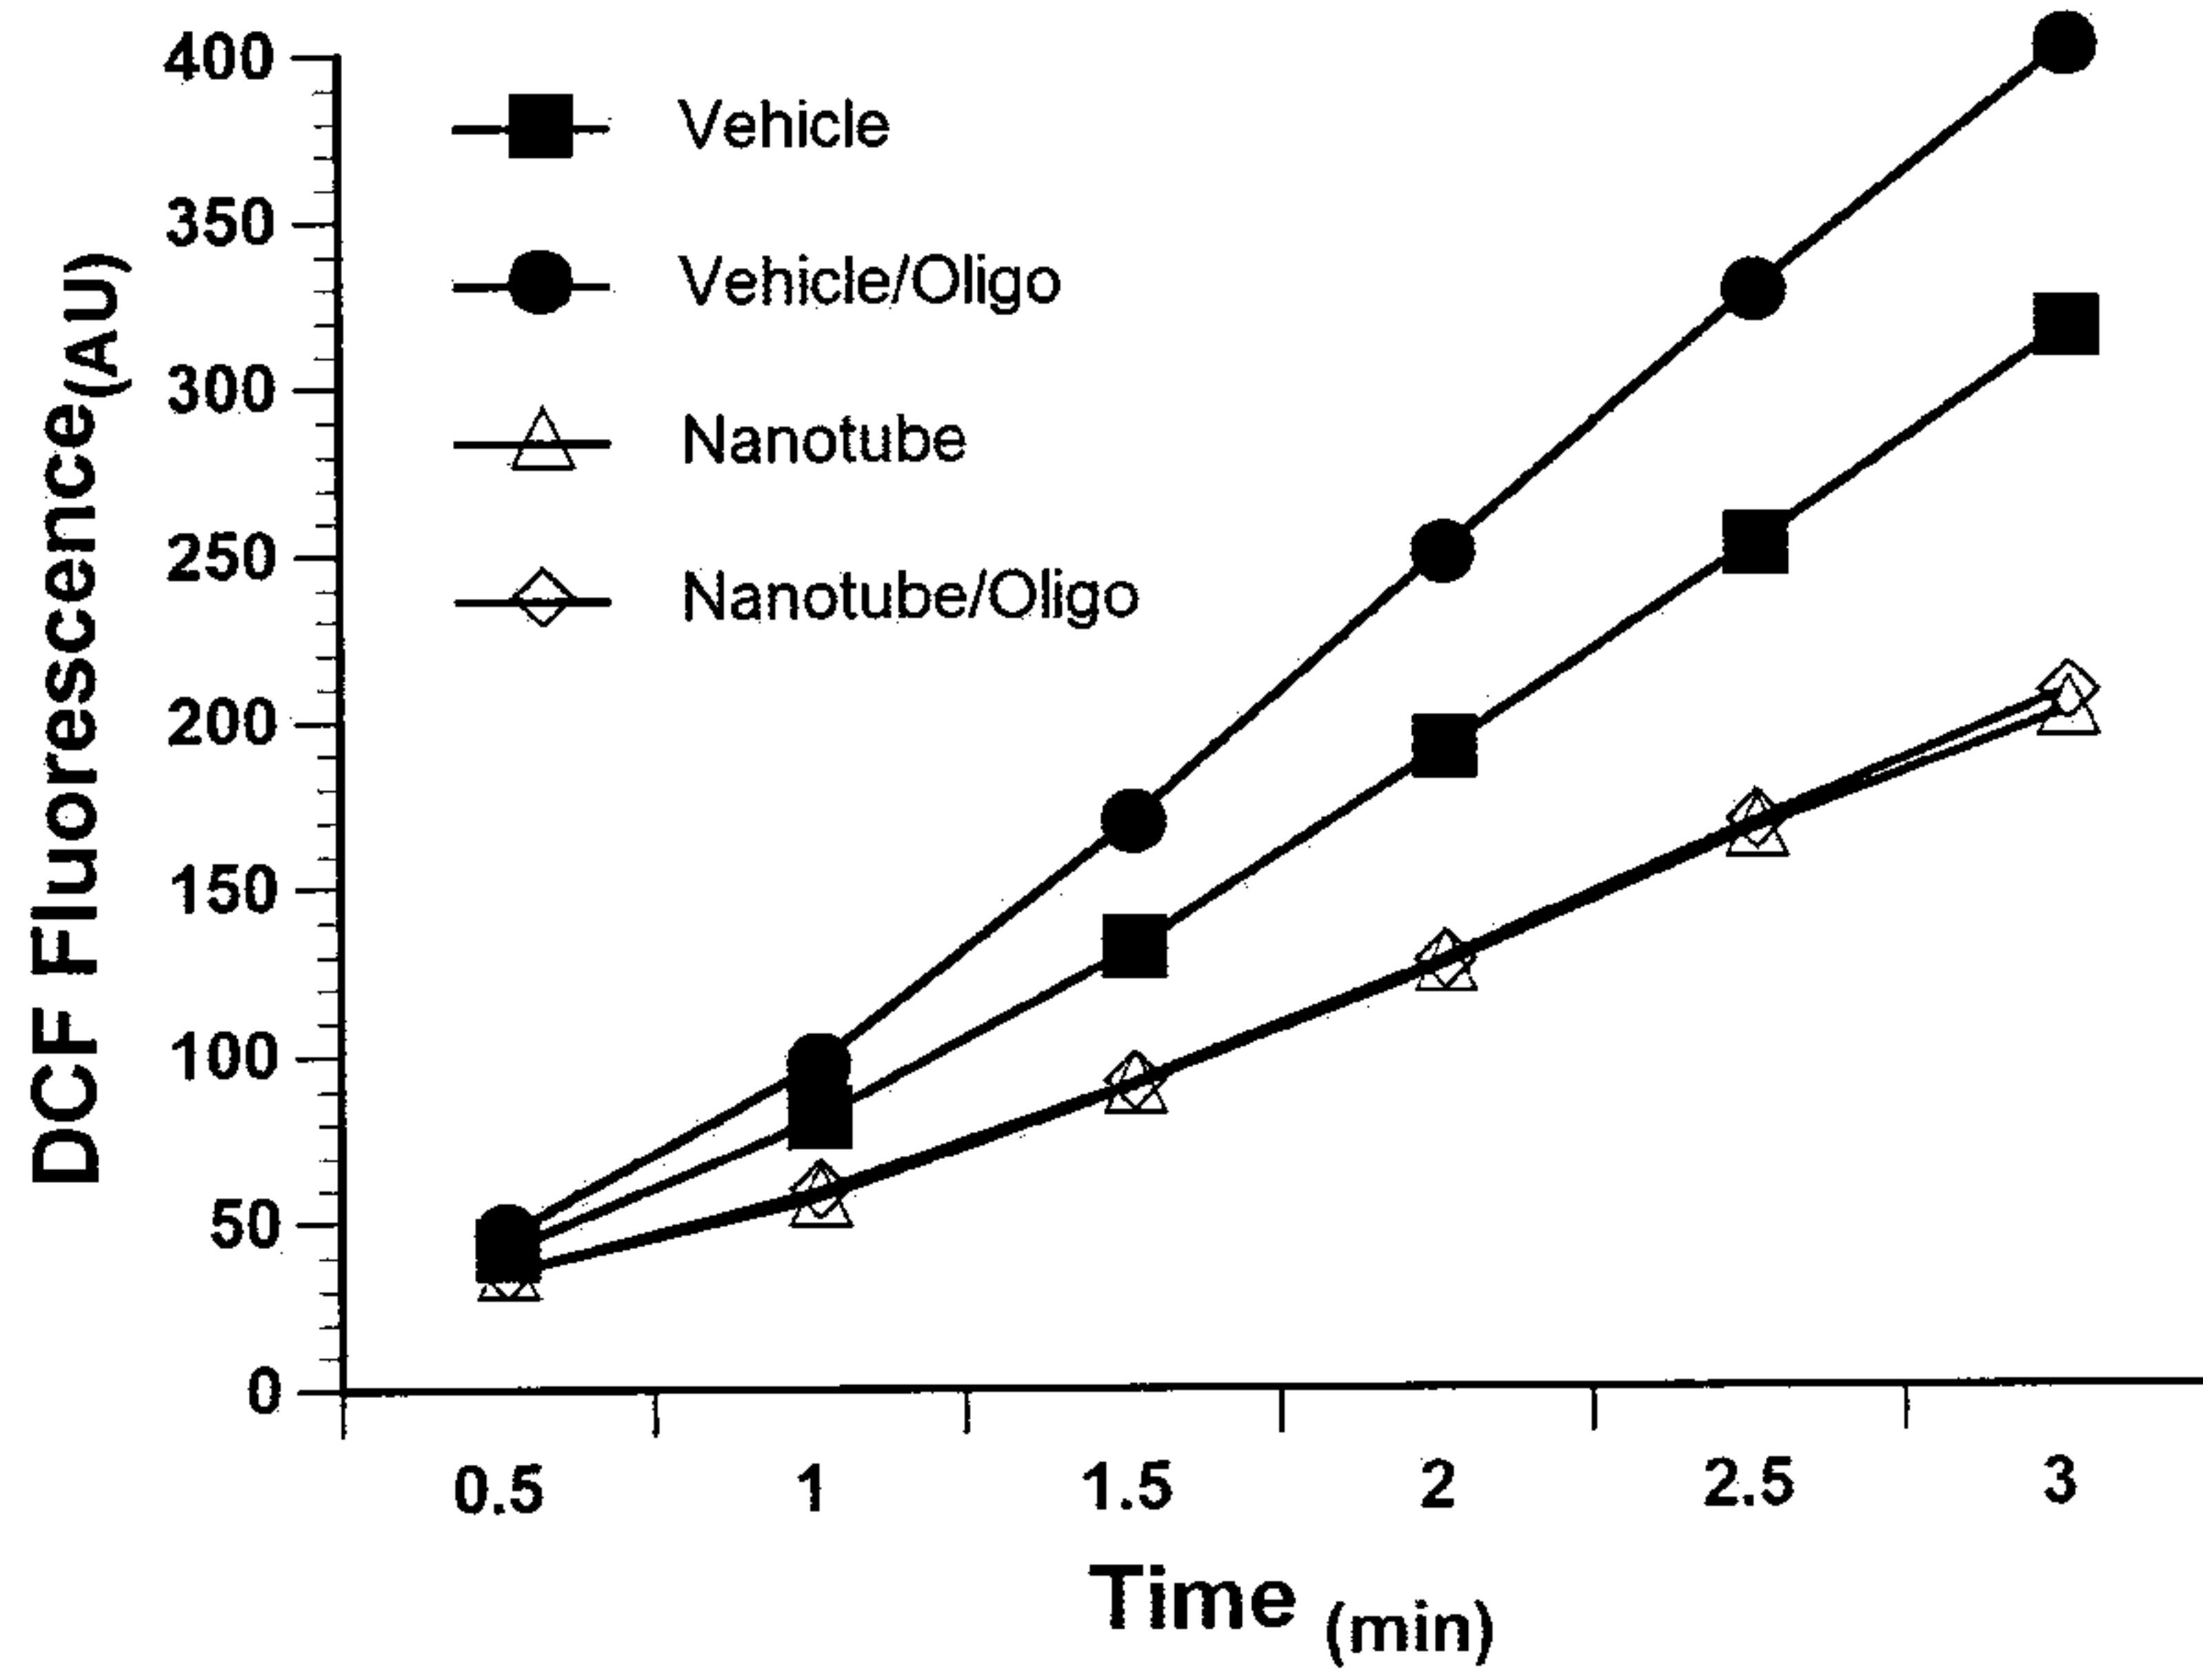 400
350
300
250
200
150
100
50
0
DCF Fluorescence(AU)
Vehicle
Vehicle/Oligo
Nanotube
Nanotube/Oligo
0.5 1 1.5 2 2.5 3
Time (min)